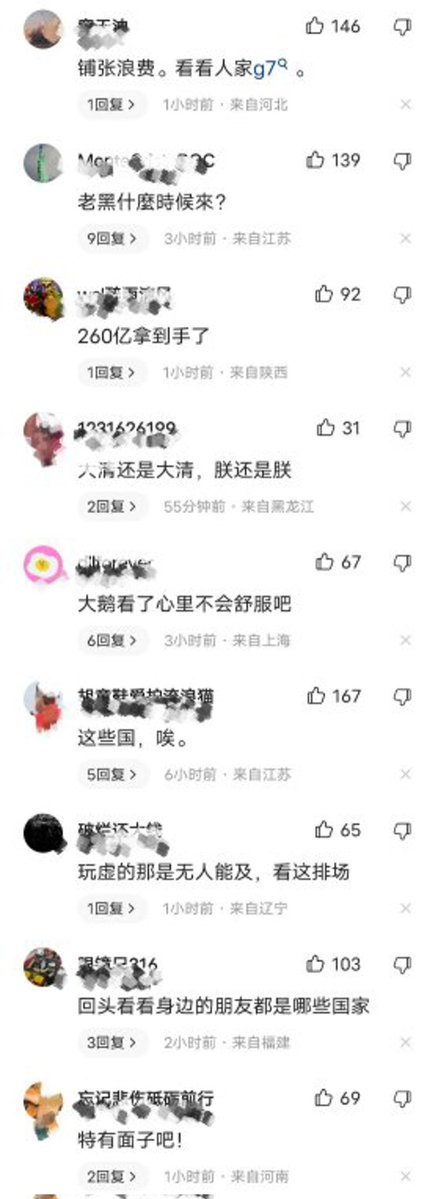 146
铺张浪费。看看人家g7 。
1回复 > 1小时前 · 来自河北
139
老黑什麼時候來?
9回复 > 3小时前 · 来自江苏
92
260亿拿到手了
1回复 > 1小时前 · 来自陕西
1231626199 31
大清还是大清，朕还是朕
2回复 > 55分钟前 · 来自黑龙江
67
大鹅看了心里不会舒服吧
6回复 > 3小时前 · 来自上海
167
这些国，唉。
5回复 > 6小时前 · 来自江苏
65
玩虚的那是无人能及，看这排场
1回复 > 1小时前 · 来自辽宁
103
回头看看身边的朋友都是哪些国家
3回复 > 2小时前 · 来自福建
忘记悲伤砥砺前行 69
特有面子吧!
2回复 > 1小时前 · 来自河南